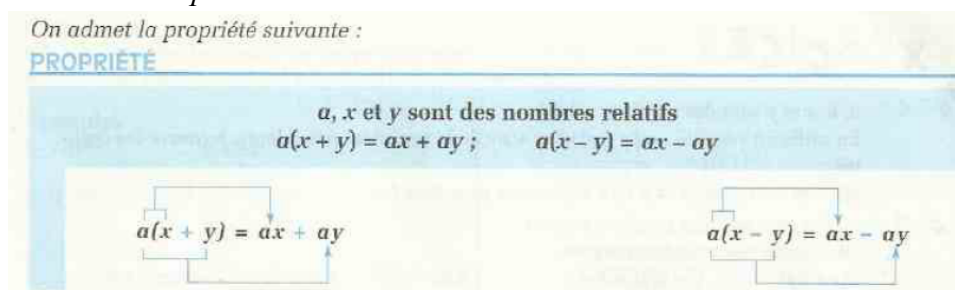 On admet la propriété suivante :
PROPRIÉTÉ
a, x et y sont des nombres relatifs
a(x + y) = ax + ay ; a(x – y) = ax – ay
a(x + y) = ax + ay a(x – y) = ax – ay